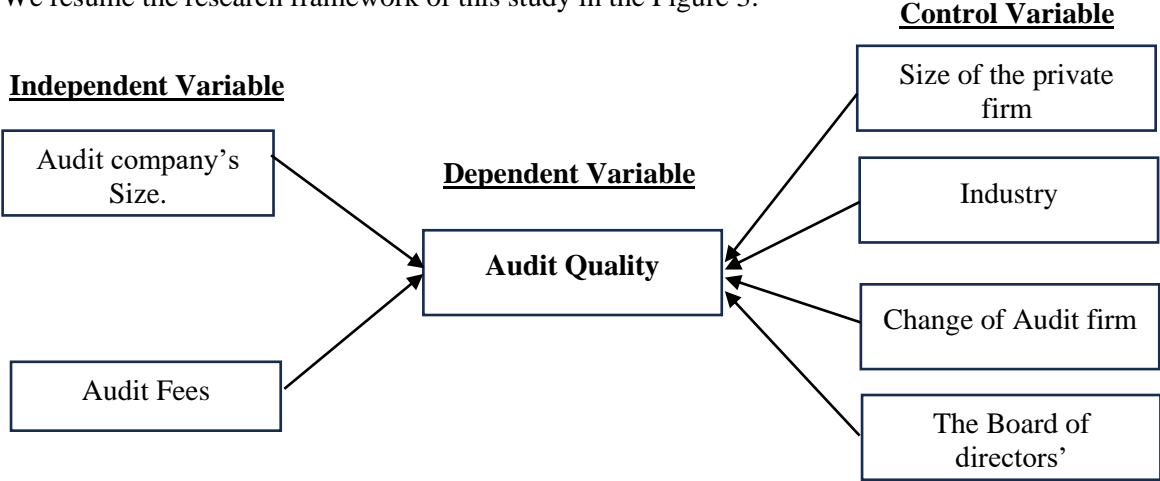 We resume the research framework of this study in the Figure 3.
Control Variable
Size of the private
firm
Independent Variable
Audit company's
Size.
Dependent Variable
Industry
Audit Quality
Change of Audit firm
Audit Fees
The Board of
directors'